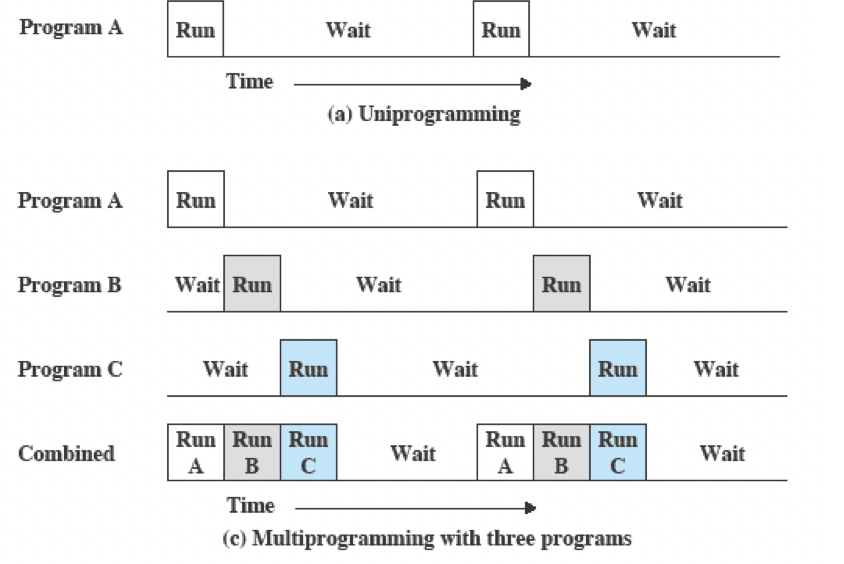 Program A Run Wait Run Wait
Time
(a) Uniprogramming
Program A Run Wait Run Wait
Program B Wait Run Wait Run Wait
Program C Wait Run Wait Run Wait
Combined Run A Run B Run C Wait Run A Run B Run C Wait
Time
(c) Multiprogramming with three programs